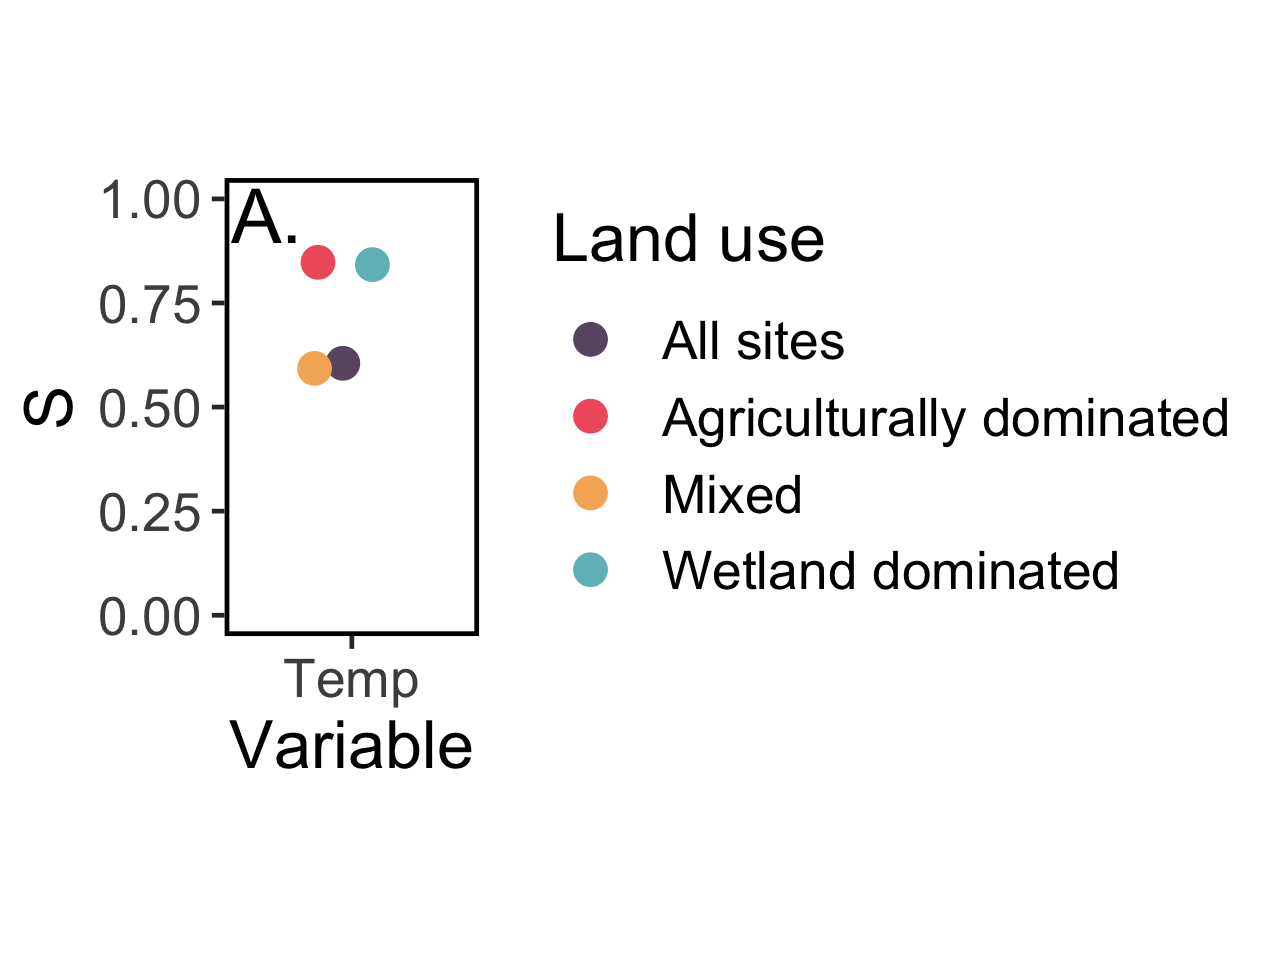 A.
1.00
0.75
0.50
0.25
0.00
S
Temp
Variable
Land use
All sites
Agriculturally dominated
Mixed
Wetland dominated